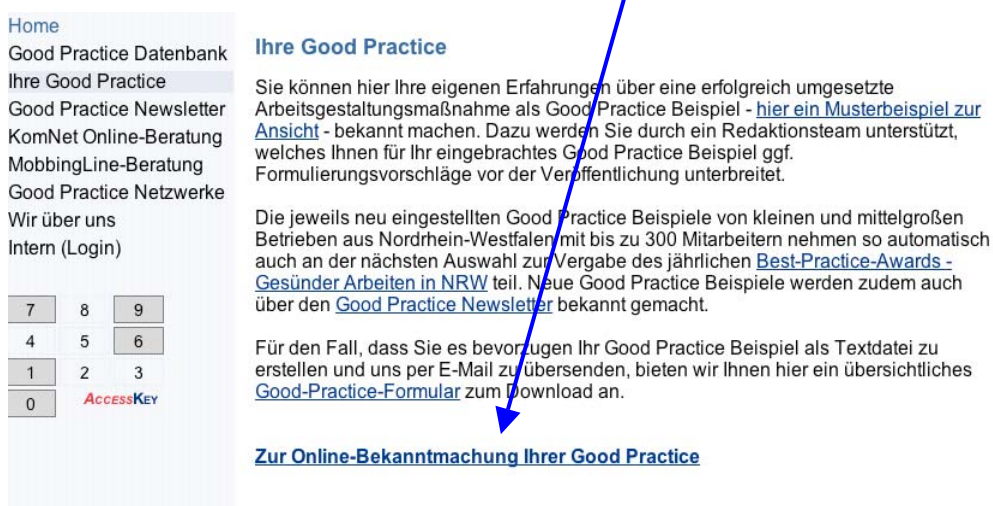 Home
Good Practice Datenbank
Ihre Good Practice
Good Practice Newsletter
KomNet Online-Beratung
MobbingLine-Beratung
Good Practice Netzwerke
Wir über uns
Intern (Login)
7 8 9
4 5 6
1 2 3
0 ACCESSKEY
Ihre Good Practice
Sie können hier Ihre eigenen Erfahrungen über eine erfolgreich umgesetzte
Arbeitsgestaltungsmaßnahme als Good Practice Beispiel - hier ein Musterbeispiel zur
Ansicht - bekannt machen. Dazu werden Sie durch ein Redaktionsteam unterstützt,
welches Ihnen für Ihr eingebrachtes Good Practice Beispiel ggf.
Formulierungsvorschläge vor der Veröffentlichung unterbreitet.
Die jeweils neu eingestellten Good Practice Beispiele von kleinen und mittelgroßen
Betrieben aus Nordrhein-Westfalen mit bis zu 300 Mitarbeitern nehmen so automatisch
auch an der nächsten Auswahl zur Vergabe des jährlichen Best-Practice-Awards -
Gesünder Arbeiten in NRW teil. Neue Good Practice Beispiele werden zudem auch
über den Good Practice Newsletter bekannt gemacht.
Für den Fall, dass Sie es bevorzugen Ihr Good Practice Beispiel als Textdatei zu
erstellen und uns per E-Mail zu übersenden, bieten wir Ihnen hier ein übersichtliches
Good-Practice-Formular zum Download an.
Zur Online-Bekanntmachung Ihrer Good Practice